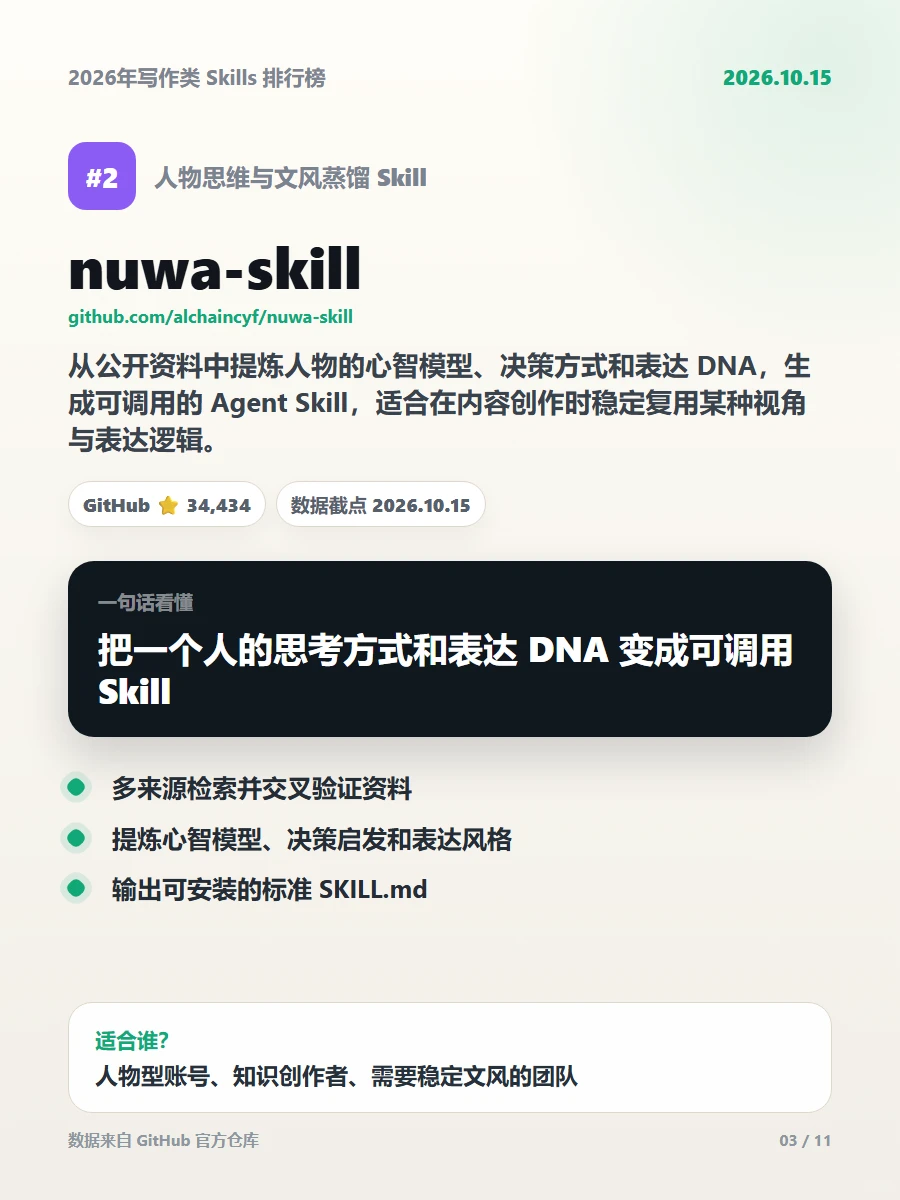 2026年写作类 Skills 排行榜
2026.10.15
#2
人物思维与文风蒸馏 Skill
nuwa-skill
github.com/alchaincyf/nuwa-skill
从公开资料中提炼人物的心智模型、决策方式和表达 DNA，生
成可调用的 Agent Skill，适合在内容创作时稳定复用某种视角
与表达逻辑。
GitHub ⭐ 34,434
数据截点 2026.10.15
一句话看懂
把一个人的思考方式和表达 DNA 变成可调用
Skill
多来源检索并交叉验证资料
提炼心智模型、决策启发和表达风格
输出可安装的标准 SKILL.md
适合谁？
人物型账号、知识创作者、需要稳定文风的团队
数据来自 GitHub 官方仓库
03 / 11